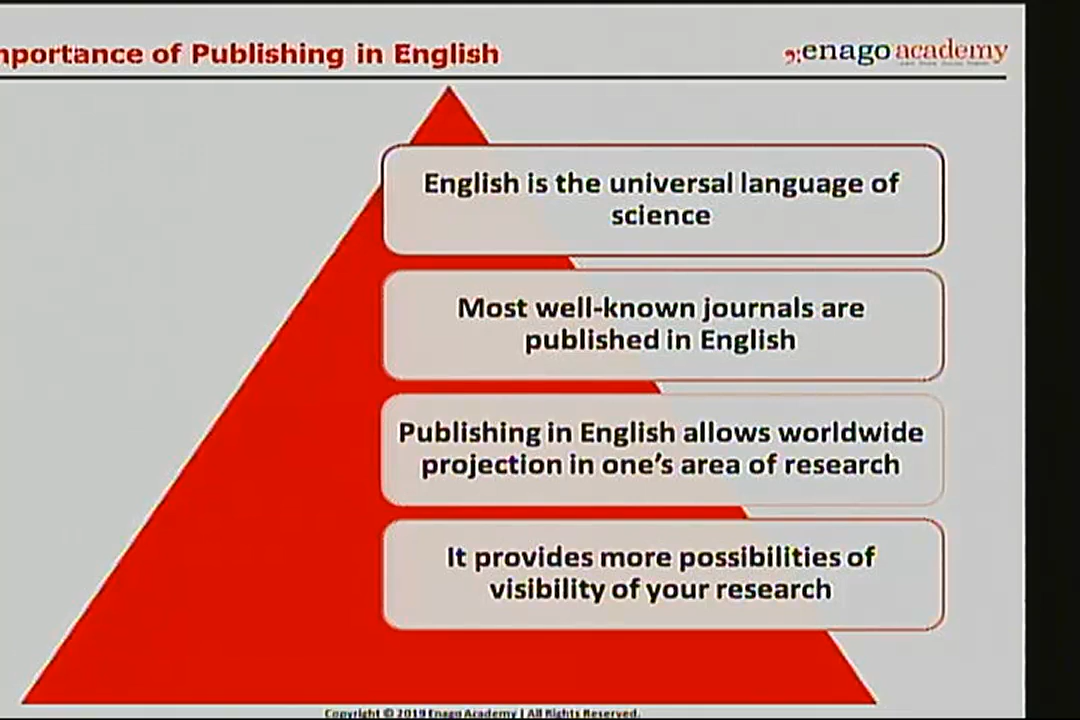 mportance of Publishing in English
enago academy
English is the universal language of
science
Most well-known journals are
published in English
Publishing in English allows worldwide
projection in one's area of research
It provides more possibilities of
visibility of your research
Copyright © 2019 Enago Academy | All Rights Reserved.